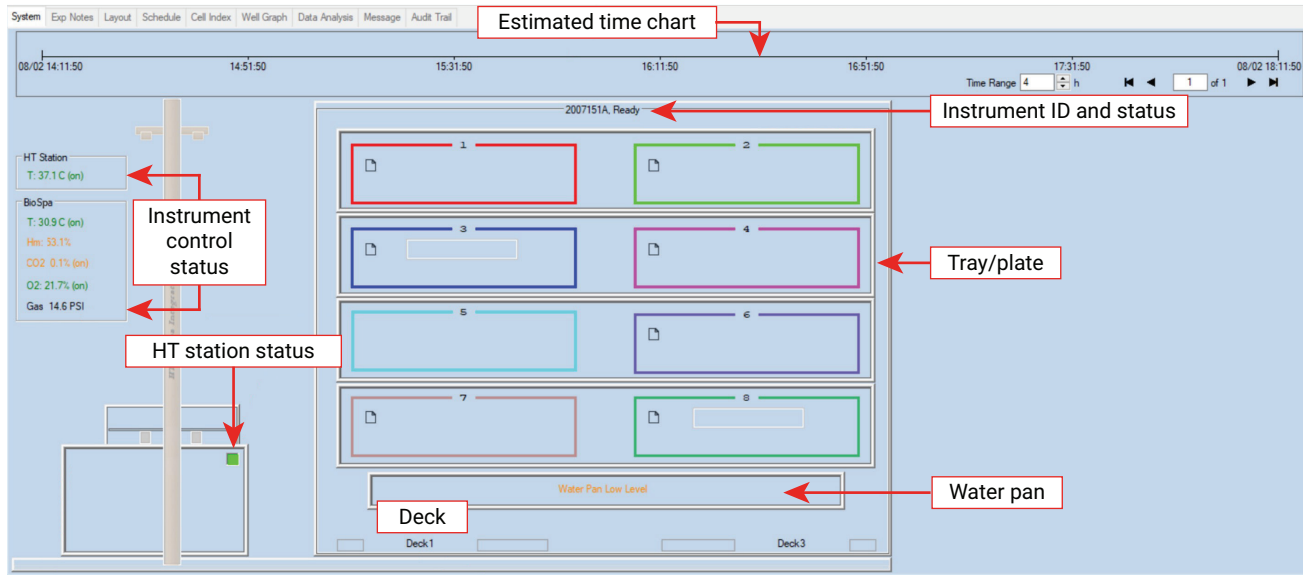 System Exp Notes Layout Schedule Cell Index Well Graph Data Analysis Message Audit Trail
Estimated time chart
08/02 14:11:50 14:51:50 15:31:50 16:11:50 16:51:50 17:31:50 08/02 18:11:50
Time Range 4 h 1 of 1
2007151A, Ready
Instrument ID and status
HT Station
T: 37.1 C (on)
BioSpa
T: 30.9 C (on)
Hm: 53.1%
CO2 0.1% (on)
O2: 21.7% (on)
Gas 14.6 PSI
Instrument
control
status
HT station status
1 2
3 4
5 6
7 8
Tray/plate
Water Pan Low Level
Water pan
Deck
Deck1 Deck3